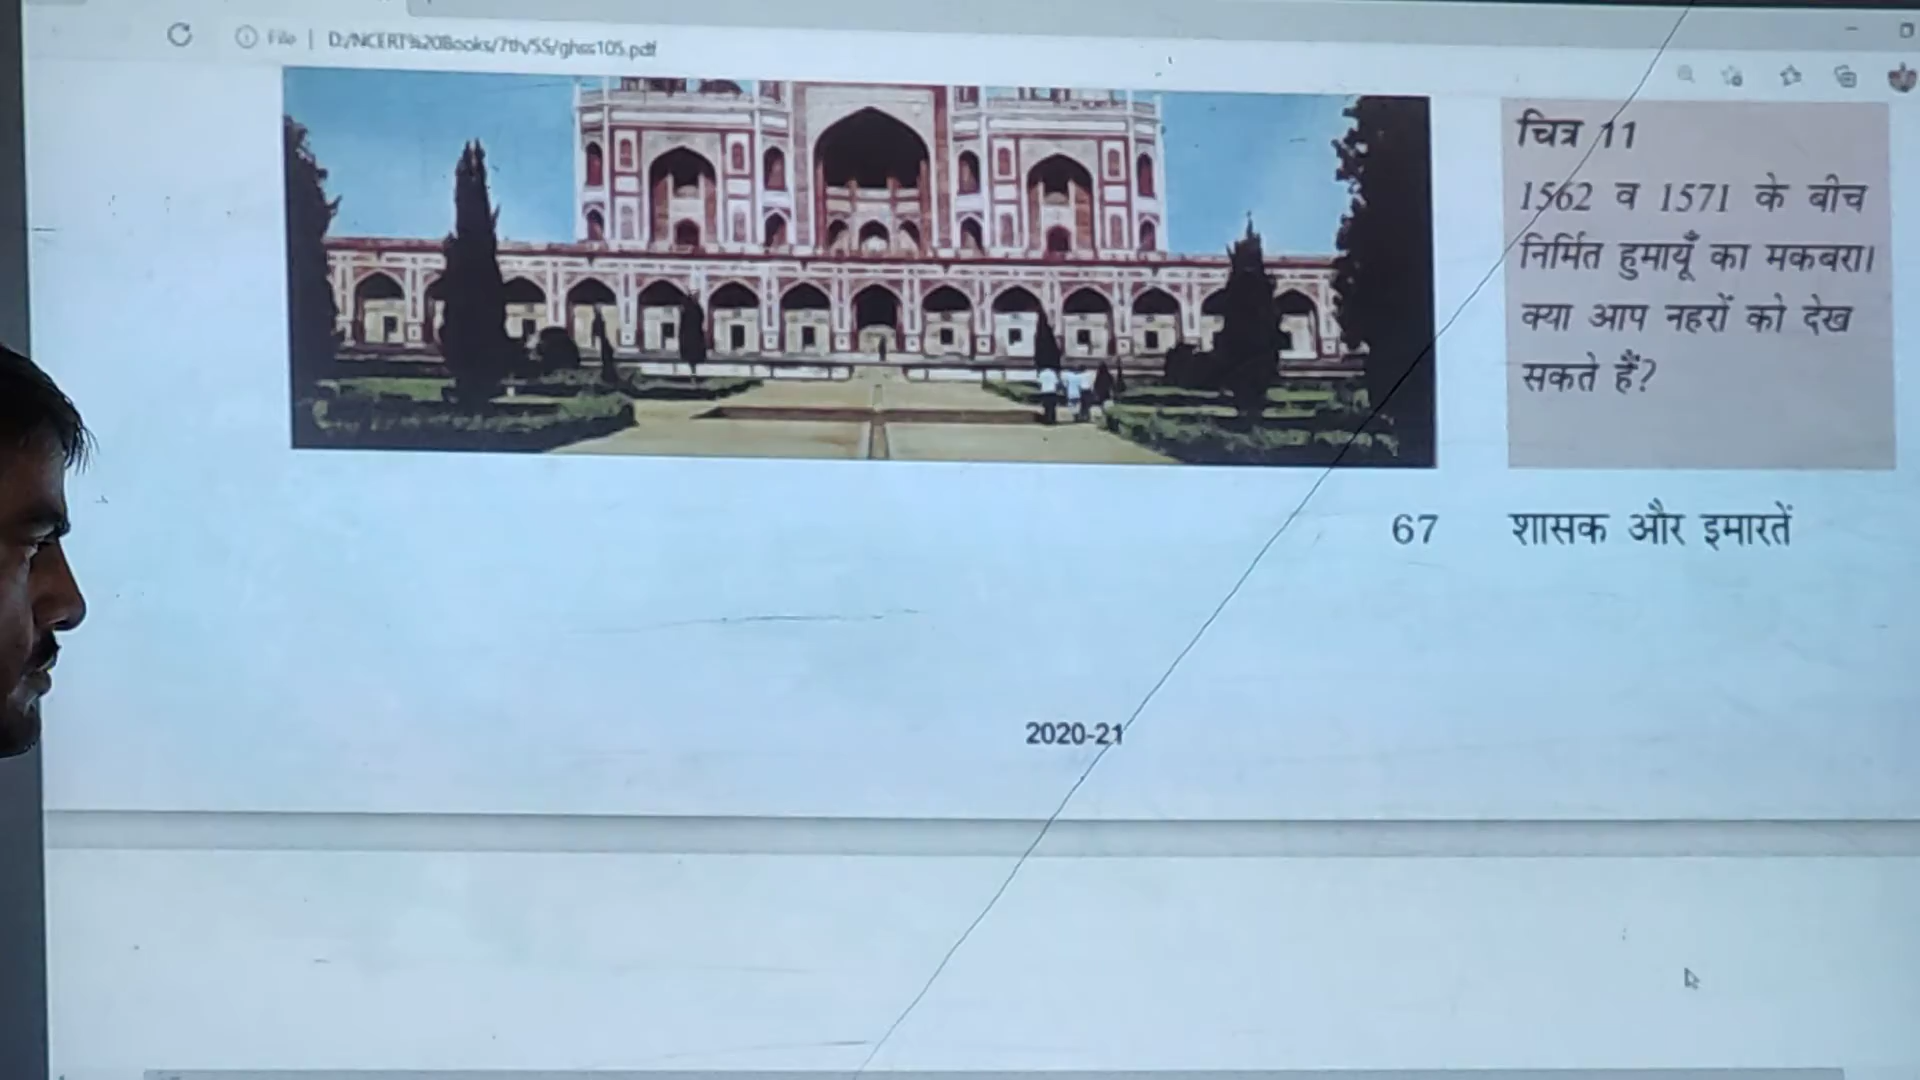 File | D:/NCERT%20Books/7th/SS/ghss105.pdf
चित्र 11
1562 व 1571 के बीच
निर्मित हुमायूँ का मकबरा।
क्या आप नहरों को देख
सकते हैं?
67 शासक और इमारतें
2020-21